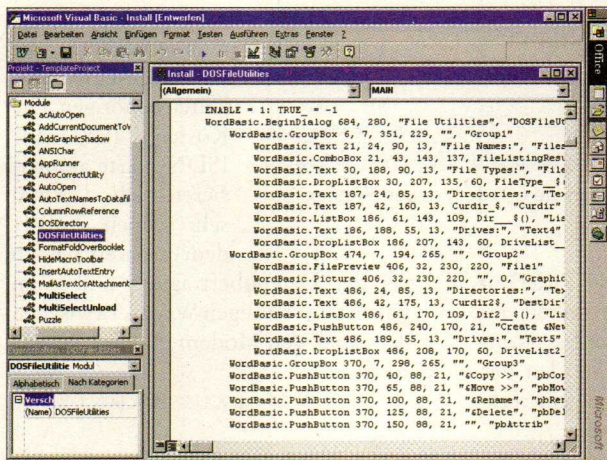 Microsoft Visual Basic - Install [Entwerfen]
Datei Bearbeiten Ansicht Einfügen Format Testen Ausführen Extras Fenster ?
Projekt - TemplateProject
Module
acAutoOpen
AddCurrentDocumentToV
AddGraphicShadow
ANSIChar
AppRunner
AutoCorrectUtility
AutoOpen
AutoTextNamesToDatafil
ColumnRowReference
DOSDirectory
DOSFileUtilities
FormatFoldOverBooklet
HideMacroToolbar
InsertAutoTextEntry
MailAsTextOrAttachment
MultiSelect
MultiSelectUnload
Puzzle
DOSFileUtilitie Modul
Alphabetisch Nach Kategorien
Versch
(Name) DOSFileUtilities
Install - DOSFileUtilities
(Allgemein) MAIN
ENABLE = 1: TRUE_ = -1
WordBasic.BeginDialog 684, 280, "File Utilities", "DOSFileUt
WordBasic.GroupBox 6, 7, 351, 229, "", "Group1"
WordBasic.Text 21, 24, 90, 13, "File Names:", "Files
WordBasic.ComboBox 21, 43, 143, 137, FileListingRes
WordBasic.Text 30, 188, 90, 13, "File Types:", "File
WordBasic.DropListBox 30, 207, 135, 60, FileType__$(
WordBasic.Text 187, 24, 85, 13, "Directories:", "Te
WordBasic.Text 187, 42, 160, 13, Curdir_$, "Curdir"
WordBasic.ListBox 186, 61, 143, 109, Dir___$(), "Lis
WordBasic.Text 186, 188, 55, 13, "Drives:", "Text4"
WordBasic.DropListBox 186, 207, 143, 60, DriveList__
WordBasic.GroupBox 474, 7, 194, 265, "", "Group2"
WordBasic.FilePreview 406, 32, 230, 220, "File1"
WordBasic.Picture 406, 32, 230, 220, "", 0, "Graphic
WordBasic.Text 486, 24, 85, 13, "Directories:", "Te
WordBasic.Text 486, 42, 175, 13, Curdir2$, "DestDir"
WordBasic.ListBox 486, 61, 170, 109, Dir2___$(), "Lis
WordBasic.PushButton 486, 240, 170, 21, "Create &Nev
WordBasic.Text 486, 189, 55, 13, "Drives:", "Text5"
WordBasic.DropListBox 486, 208, 170, 60, DriveList2_
WordBasic.GroupBox 370, 7, 298, 265, "", "Group3"
WordBasic.PushButton 370, 40, 88, 21, "&Copy >>", "pbCop
WordBasic.PushButton 370, 65, 88, 21, "&Move >>", "pbMov
WordBasic.PushButton 370, 100, 88, 21, "&Rename", "pbRer
WordBasic.PushButton 370, 125, 88, 21, "&Delete", "pbDel
WordBasic.PushButton 370, 150, 88, 21, "", "pbAttrib"
Office
Microsoft